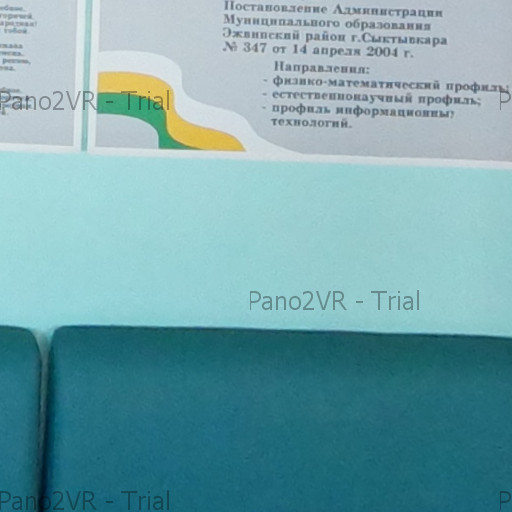 Постановление Администрации
Муниципального образования
Эжвинский район г.Сыктывкара
№ 347 от 14 апреля 2004 г.
Направления:
- физико-математический профиль;
- естественнонаучный профиль;
- профиль информационных
технологий.
Pano2VR - Trial
Pano2VR - Trial
Pano2VR - Trial